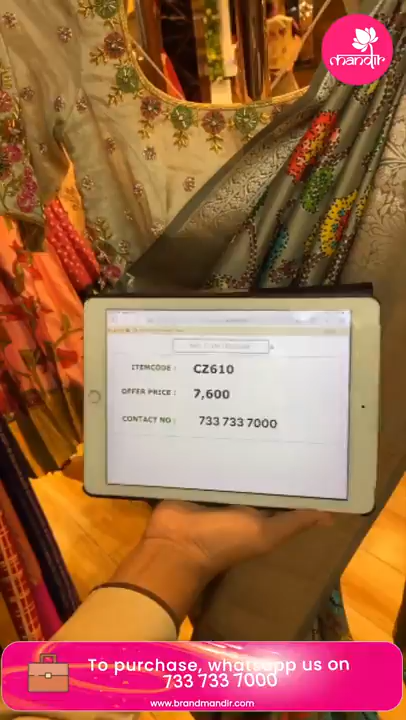 mandir
ITEMCODE : CZ610
OFFER PRICE : 7,600
CONTACT NO : 733 733 7000
To purchase, whatsapp us on
733 733 7000
www.brandmandir.com